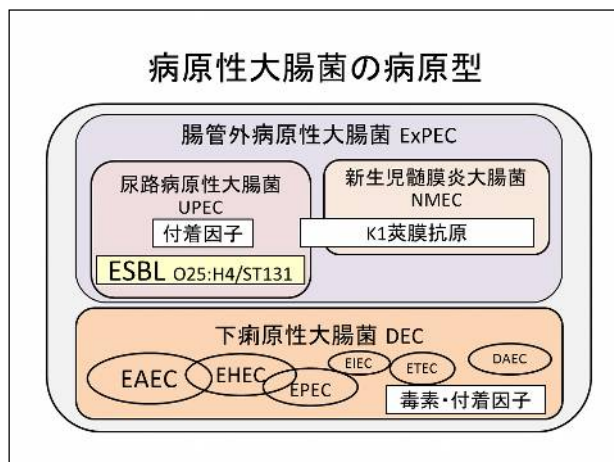 病原性大腸菌の病原型
腸管外病原性大腸菌 ExPEC
尿路病原性大腸菌
UPEC
付着因子
ESBL O25:H4/ST131
新生児髄膜炎大腸菌
NMEC
K1莢膜抗原
下痢原性大腸菌 DEC
EAEC
EHEC
EPEC
EIEC
ETEC
DAEC
毒素・付着因子